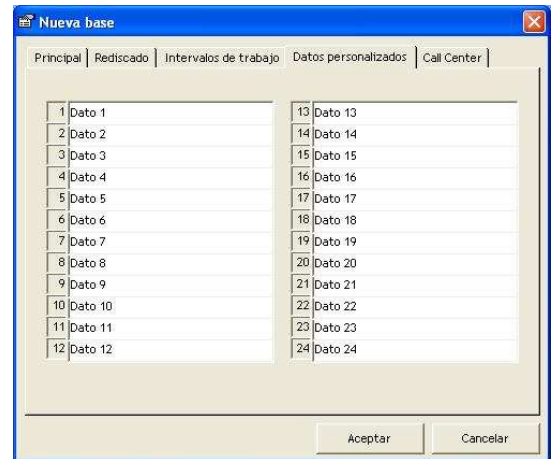 Nueva base
Principal Rediscado Intervalos de trabajo Datos personalizados Call Center
1 Dato 1
2 Dato 2
3 Dato 3
4 Dato 4
5 Dato 5
6 Dato 6
7 Dato 7
8 Dato 8
9 Dato 9
10 Dato 10
11 Dato 11
12 Dato 12
13 Dato 13
14 Dato 14
15 Dato 15
16 Dato 16
17 Dato 17
18 Dato 18
19 Dato 19
20 Dato 20
21 Dato 21
22 Dato 22
23 Dato 23
24 Dato 24
Aceptar Cancelar